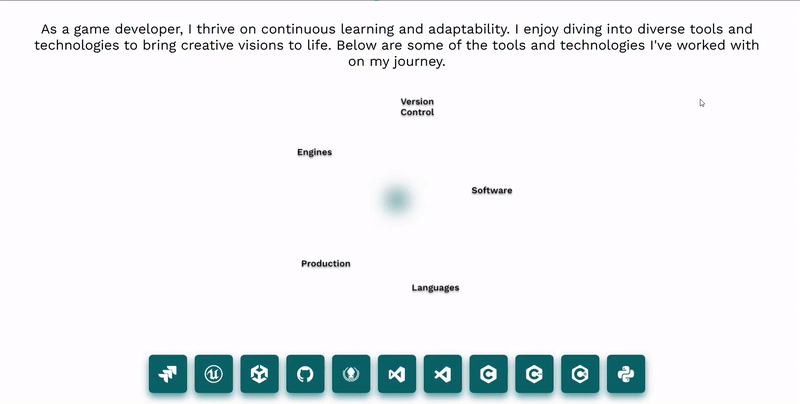 As a game developer, I thrive on continuous learning and adaptability. I enjoy diving into diverse tools and
technologies to bring creative visions to life. Below are some of the tools and technologies I've worked with
on my journey.
Version
Control
Engines
Software
Production
Languages